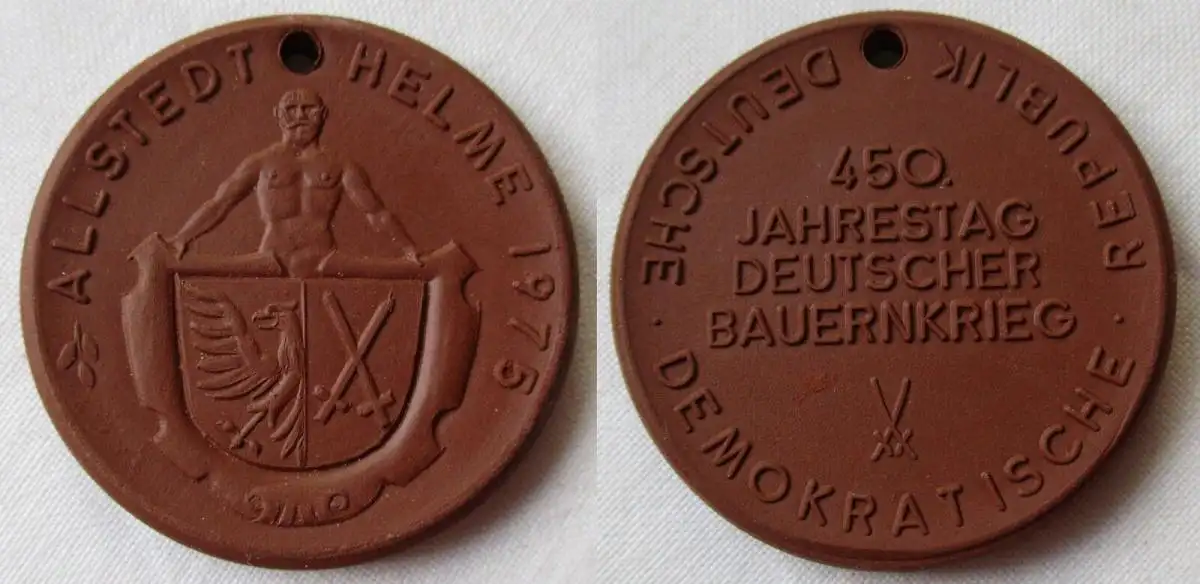 ALLSTEDT HELME 1975
450.
JAHRESTAG
DEUTSCHER
BAUERNKRIEG
DEUTSCHE DEMOKRATISCHE REPUBLIK